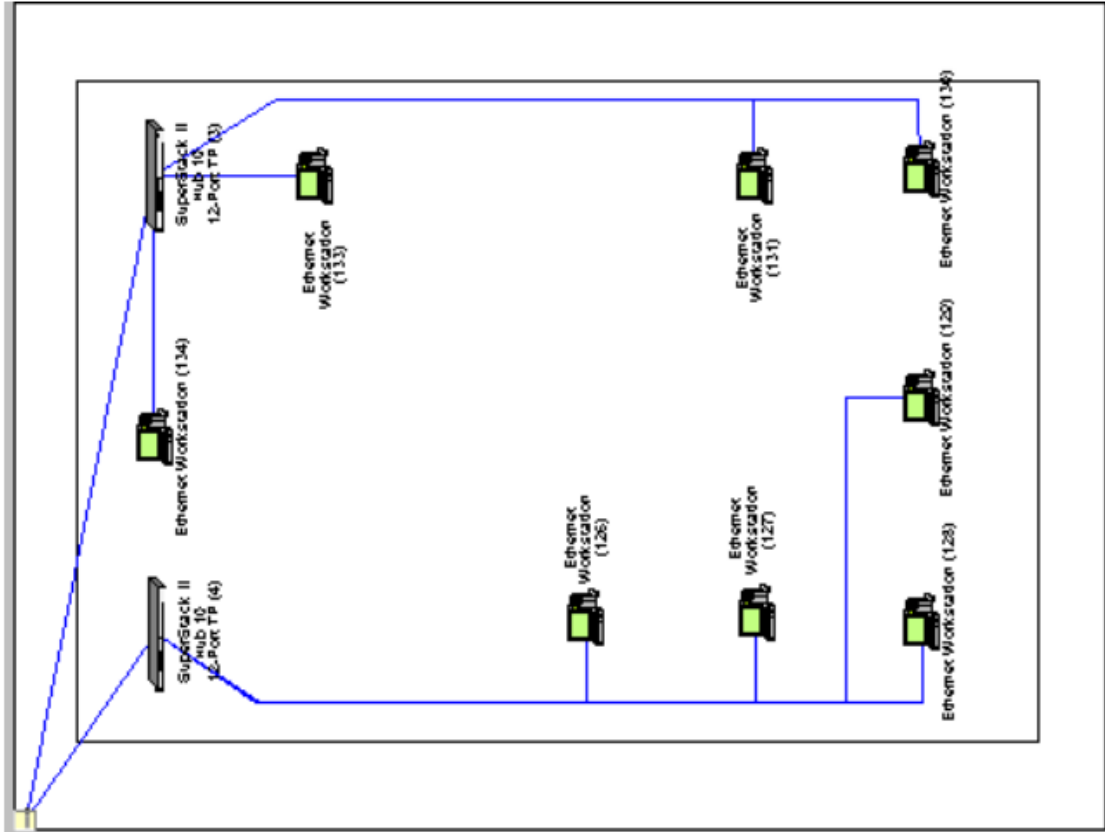 SuperStack II
Hub 10
12-Port TP (4)
Ethernet Workstation (134)
SuperStack II
Hub 10
12-Port TP (3)
Ethernet
Workstation
(133)
Ethernet
Workstation
(126)
Ethernet
Workstation
(127)
Ethernet
Workstation
(131)
Ethernet Workstation (128)
Ethernet Workstation (129)
Ethernet Workstation